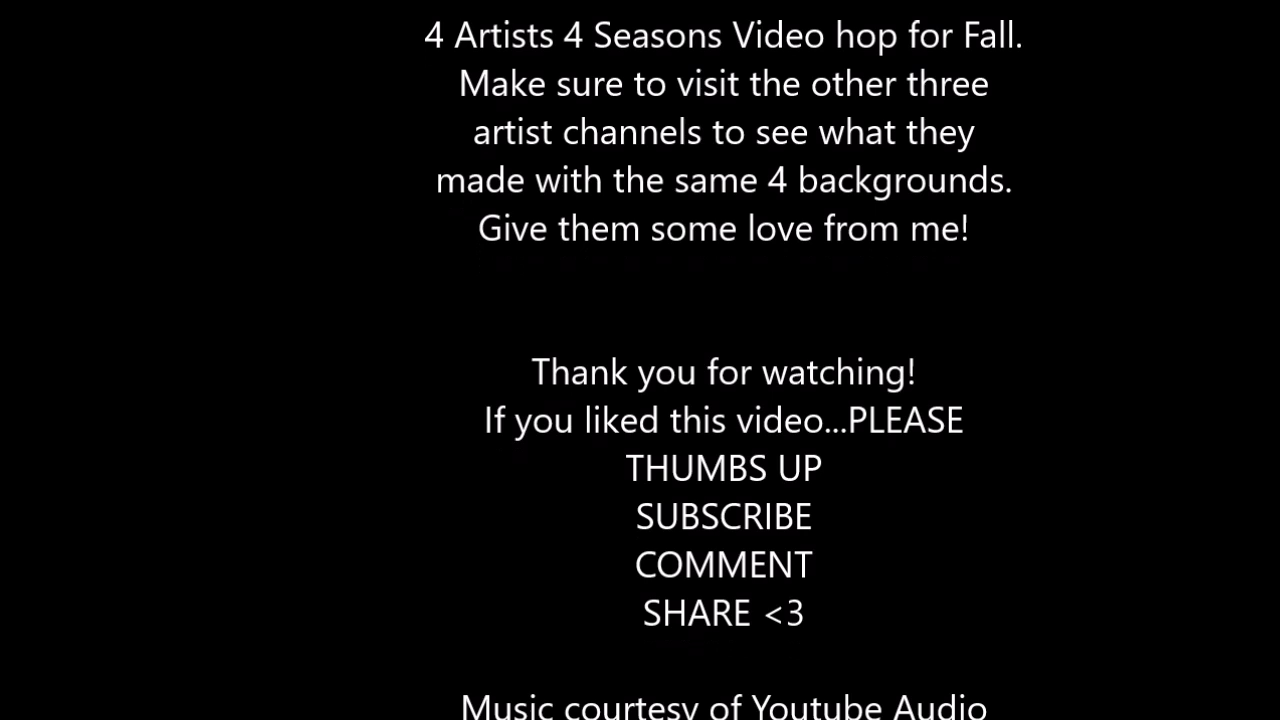 4 Artists 4 Seasons Video hop for Fall.
Make sure to visit the other three
artist channels to see what they
made with the same 4 backgrounds.
Give them some love from me!
Thank you for watching!
If you liked this video...PLEASE
THUMBS UP
SUBSCRIBE
COMMENT
SHARE <3
Music courtesy of Youtube Audio